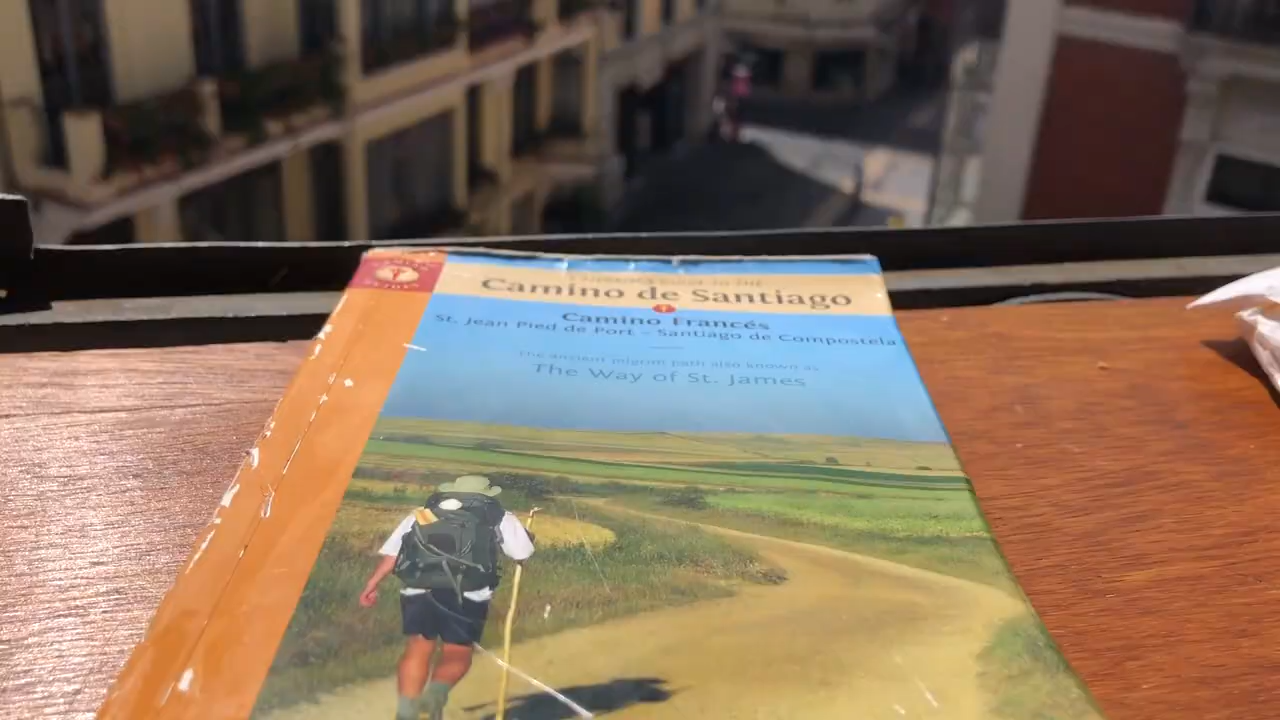 Camino de Santiago
Camino Francés
St. Jean Pied de Port – Santiago de Compostela
The ancient pilgrim path also known as
The Way of St. James